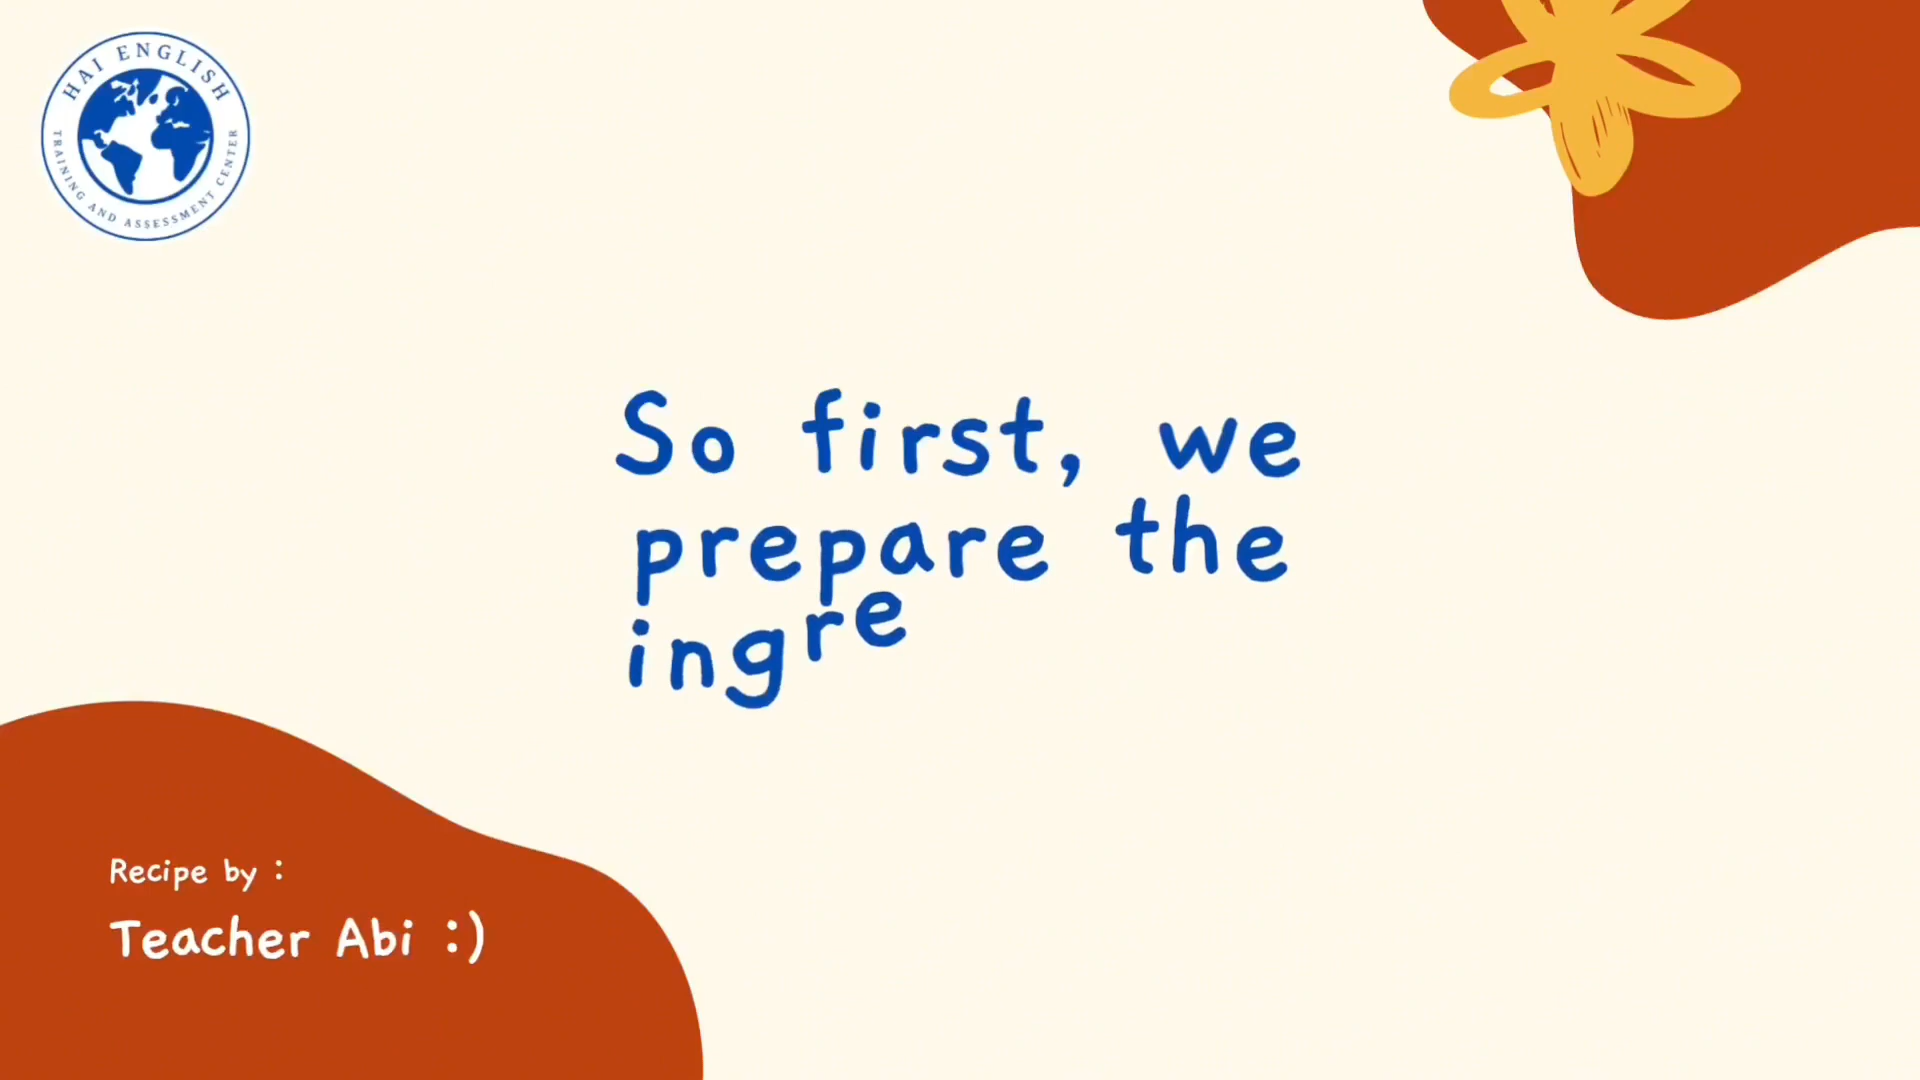 HAI ENGLISH
TRAINING AND ASSESSMENT CENTER
So first, we
prepare the
ingre
Recipe by :
Teacher Abi :)